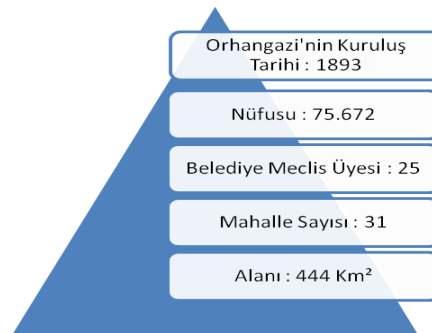 Orhangazi'nin Kuruluş
Tarihi : 1893
Nüfusu : 75.672
Belediye Meclis Üyesi : 25
Mahalle Sayısı : 31
Alanı : 444 Km²